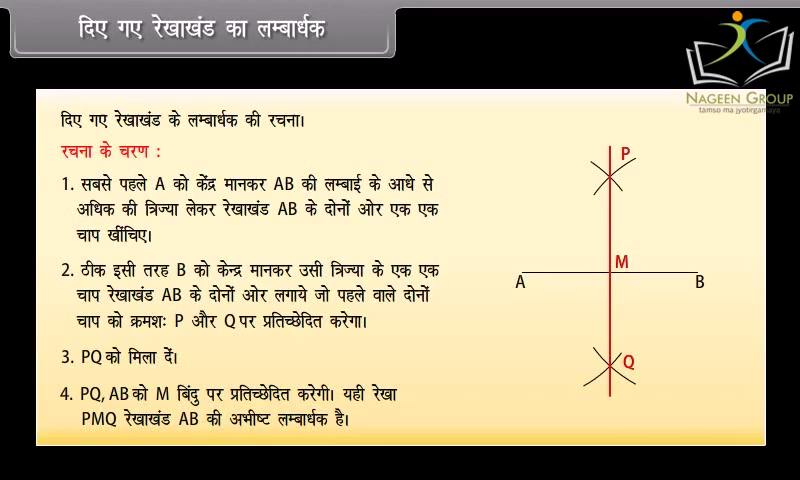 दिए गए रेखाखंड का लम्बार्धक
NAGEEN GROUP
tamso ma jyotirgamaya
दिए गए रेखाखंड के लम्बार्धक की रचना।
रचना के चरण :
1. सबसे पहले A को केंद्र मानकर AB की लम्बाई के आधे से
अधिक की त्रिज्या लेकर रेखाखंड AB के दोनों ओर एक एक
चाप खींचिए।
2. ठीक इसी तरह B को केन्द्र मानकर उसी त्रिज्या के एक एक
चाप रेखाखंड AB के दोनों ओर लगाये जो पहले वाले दोनों
चाप को क्रमशः P और Q पर प्रतिच्छेदित करेगा।
3. PQ को मिला दें।
4. PQ, AB को M बिंदु पर प्रतिच्छेदित करेगी। यही रेखा
PMQ रेखाखंड AB की अभीष्ट लम्बार्धक है।
P
M
A B
Q